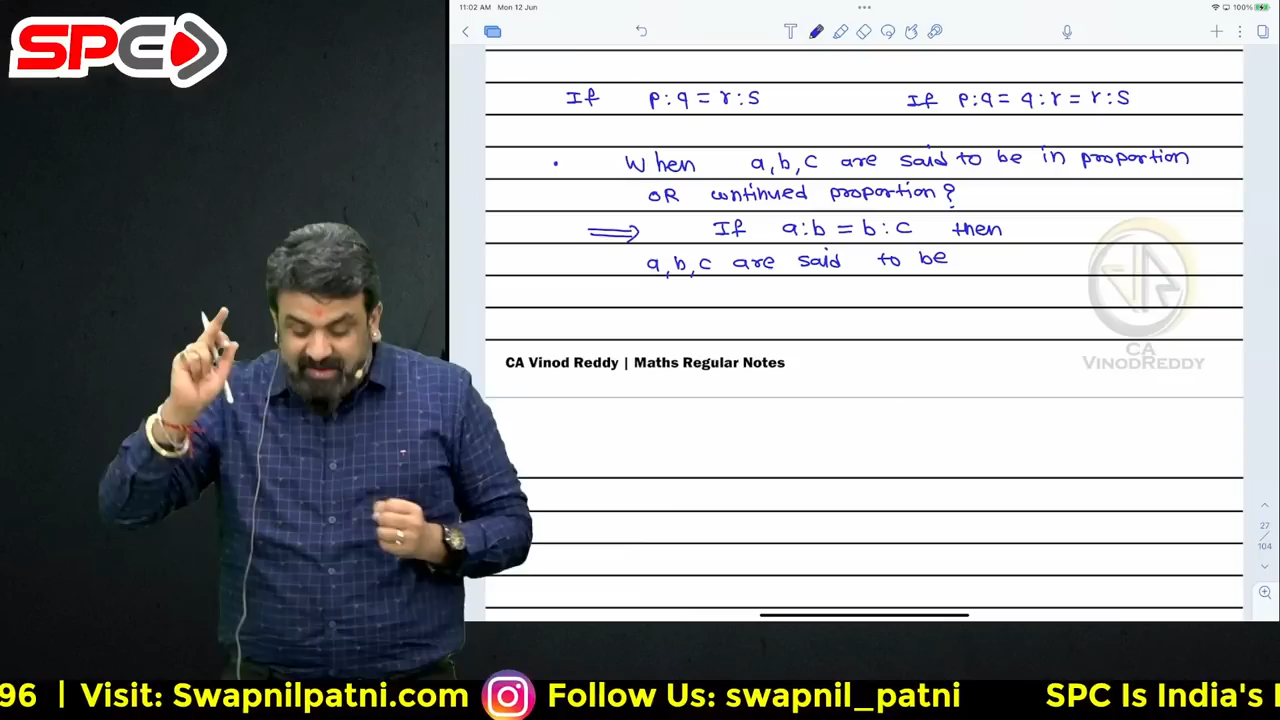 11:02 AM Mon 12 Jun
100%
SPC
If p:q = r:s
If p:q = q:r = r:s
• When a,b,c are said to be in proportion
OR continued proportion?
⟹ If a:b = b:c then
a,b,c are said to be
CA
VINODREDDY
CA Vinod Reddy | Maths Regular Notes
27
/
104
96 | Visit: Swapnilpatni.com Follow Us: swapnil_patni SPC Is India's